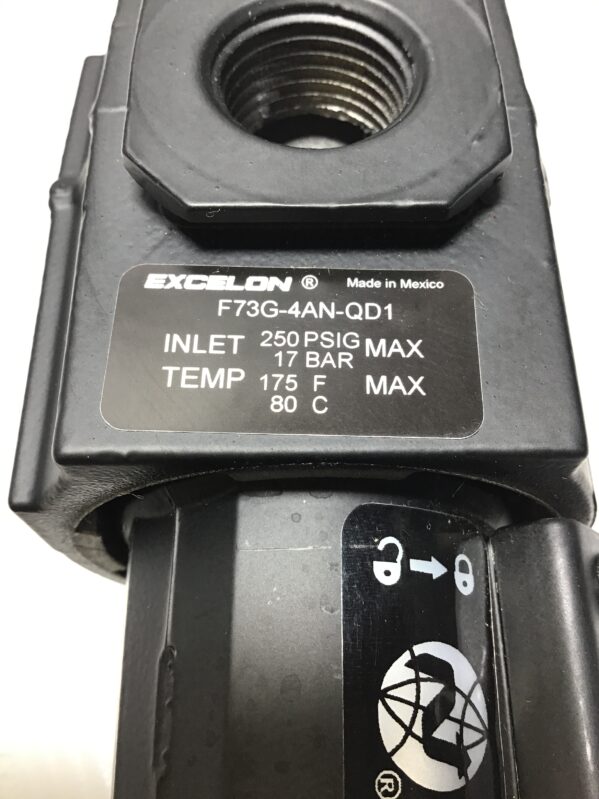 EXCELON ® Made in Mexico
F73G-4AN-QD1
INLET 250 PSIG MAX
17 BAR
TEMP 175 F MAX
80 C
®